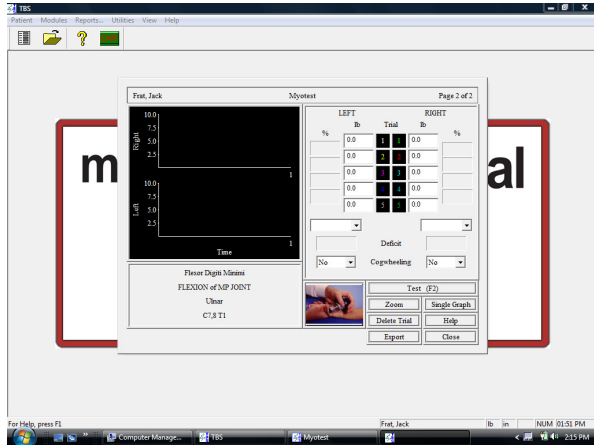 TBS
Patient Modules Reports... Utilities View Help
Frat, Jack Myotest Page 2 of 2
LEFT RIGHT
lb Trial lb
% %
0.0 1 1 0.0
0.0 2 2 0.0
0.0 3 3 0.0
0.0 4 4 0.0
0.0 5 5 0.0
Deficit
No Cogwheeling No
10.0
7.5
5.0
2.5
Right
1
10.0
7.5
5.0
2.5
Left
1
Time
Flexor Digiti Minimi
FLEXION of MP JOINT
Ulnar
C7,8 T1
Test (F2)
Zoom Single Graph
Delete Trial Help
Export Close
m al
For Help, press F1 Frat, Jack lb in NUM 01:51 PM
Computer Manage... TBS Myotest 2:15 PM